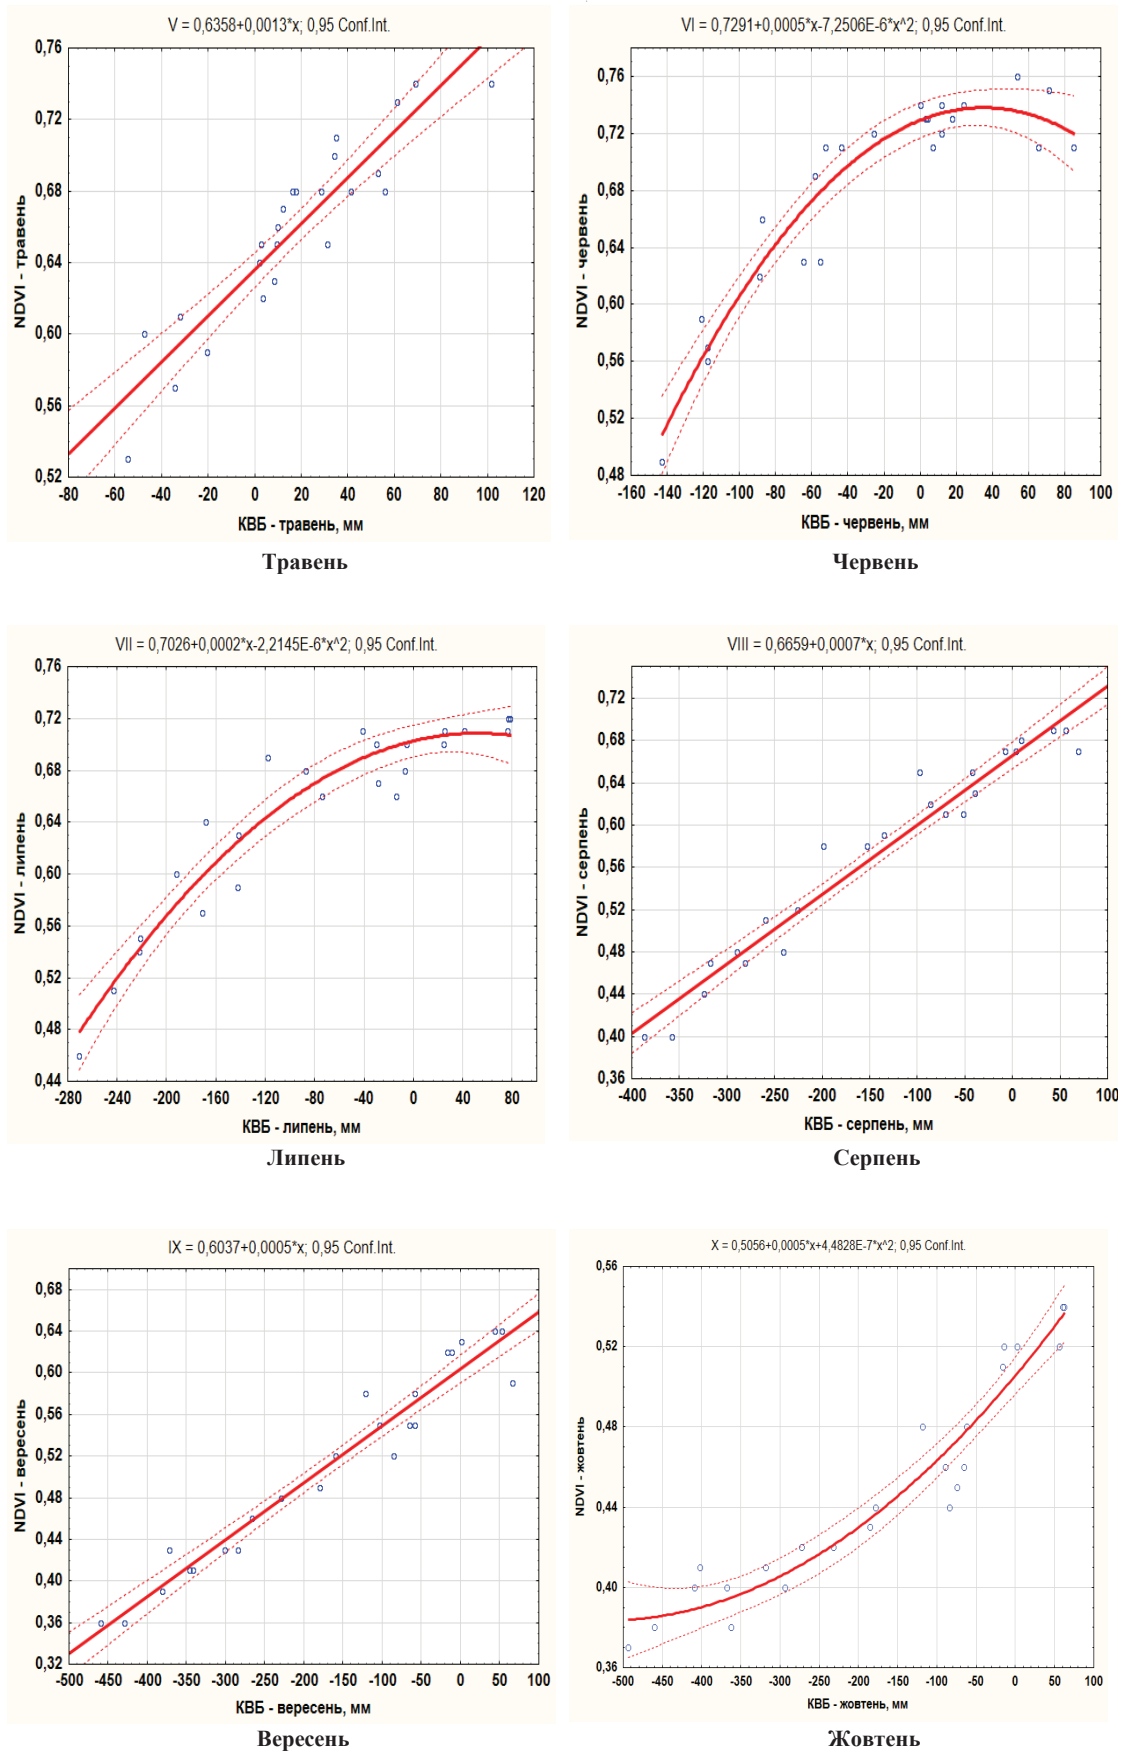 V = 0,6358+0,0013*x; 0,95 Conf.Int.
0,76
0,72
0,68
0,64
0,60
0,56
0,52
NDVI - травень
-80 -60 -40 -20 0 20 40 60 80 100 120
КВБ - травень, мм
Травень
VI = 0,7291+0,0005*x-7,2506E-6*x^2; 0,95 Conf.Int.
0,76
0,72
0,68
0,64
0,60
0,56
0,52
0,48
NDVI - червень
-160 -140 -120 -100 -80 -60 -40 -20 0 20 40 60 80 100
КВБ - червень, мм
Червень
VII = 0,7026+0,0002*x-2,2145E-6*x^2; 0,95 Conf.Int.
0,76
0,72
0,68
0,64
0,60
0,56
0,52
0,48
0,44
NDVI - липень
-280 -240 -200 -160 -120 -80 -40 0 40 80
КВБ - липень, мм
Липень
VIII = 0,6659+0,0007*x; 0,95 Conf.Int.
0,72
0,68
0,64
0,60
0,56
0,52
0,48
0,44
0,40
0,36
NDVI - серпень
-400 -350 -300 -250 -200 -150 -100 -50 0 50 100
КВБ - серпень, мм
Серпень
IX = 0,6037+0,0005*x; 0,95 Conf.Int.
0,68
0,64
0,60
0,56
0,52
0,48
0,44
0,40
0,36
0,32
NDVI - вересень
-500 -450 -400 -350 -300 -250 -200 -150 -100 -50 0 50 100
КВБ - вересень, мм
Вересень
X = 0,5056+0,0005*x+4,4828E-7*x^2; 0,95 Conf.Int.
0,56
0,52
0,48
0,44
0,40
0,36
NDVI - жовтень
-500 -450 -400 -350 -300 -250 -200 -150 -100 -50 0 50 100
КВБ - жовтень, мм
Жовтень